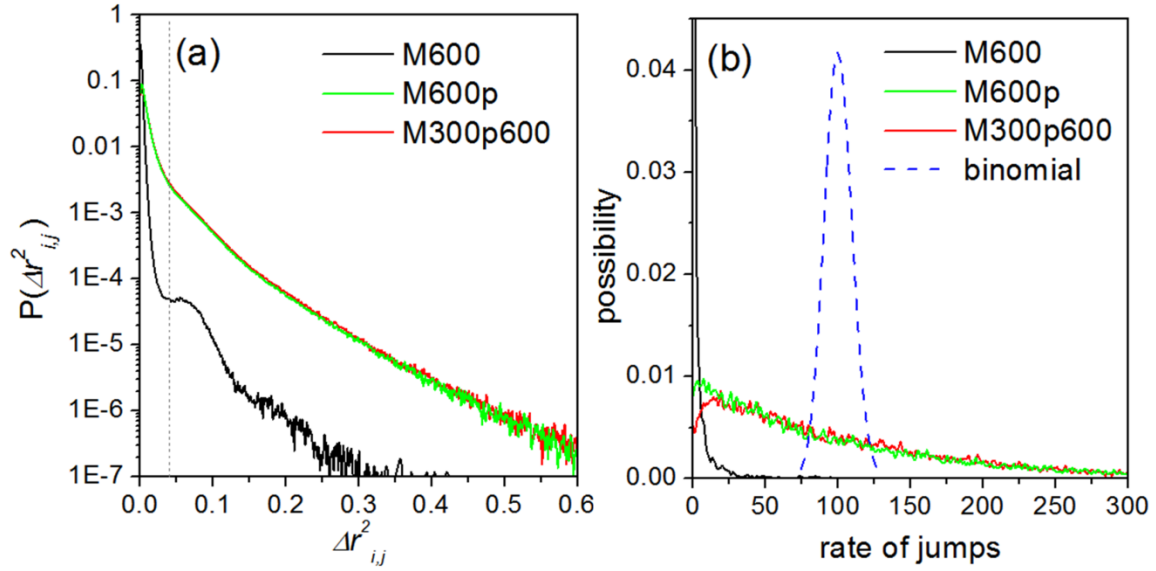 (a)
M600
M600p
M300p600
1
0.1
0.01
1E-3
1E-4
1E-5
1E-6
1E-7
P(Δr²i,j)
0.0 0.1 0.2 0.3 0.4 0.5 0.6
Δr²i,j
(b)
M600
M600p
M300p600
binomial
0.04
0.03
0.02
0.01
0.00
possibility
0 50 100 150 200 250 300
rate of jumps